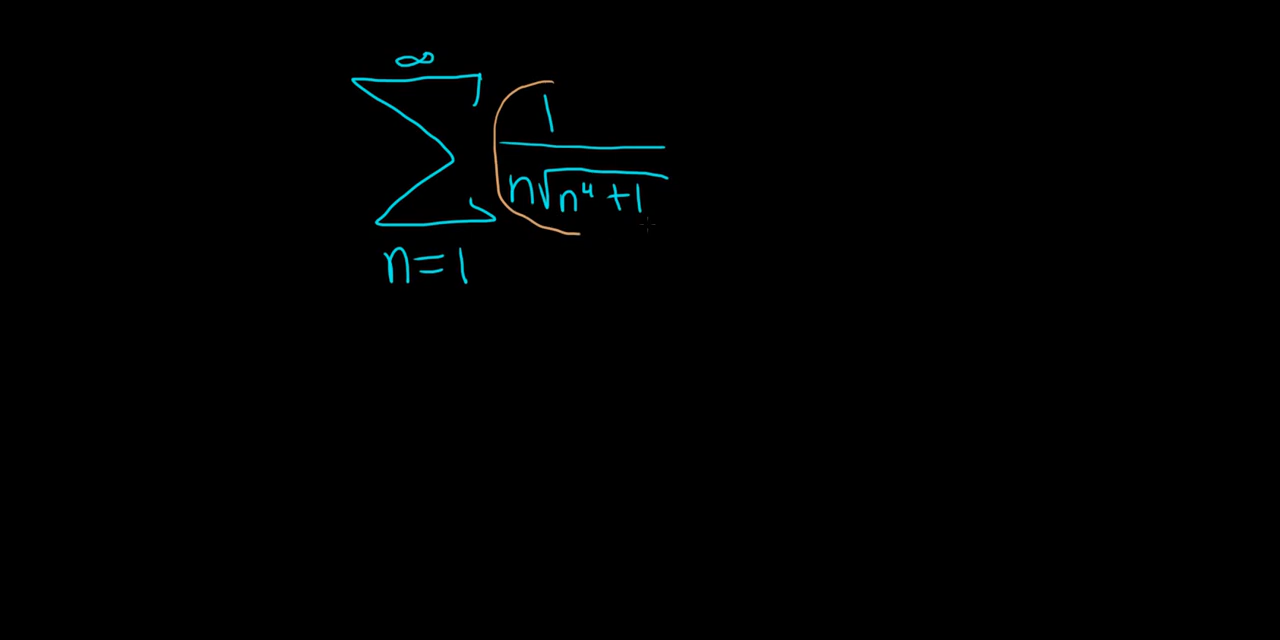 ∞
∑ ( 1 / n√n⁴ + 1
n = 1